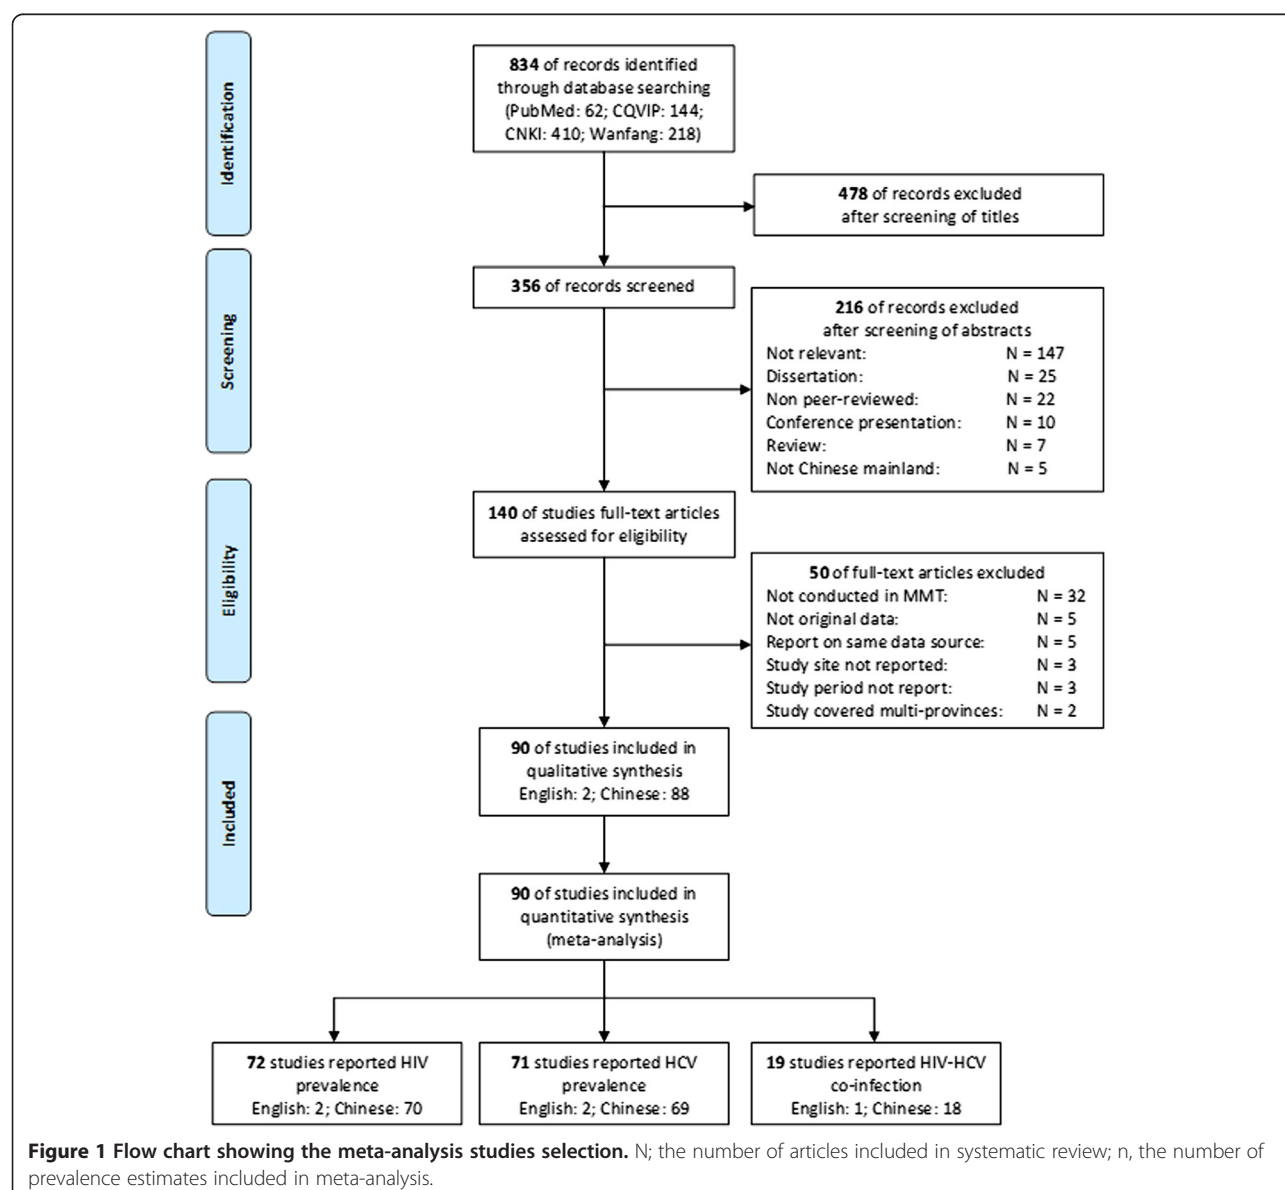 Identification
834 of records identified
through database searching
(PubMed: 62; CQVIP: 144;
CNKI: 410; Wanfang: 218)
478 of records excluded
after screening of titles
Screening
356 of records screened
216 of records excluded
after screening of abstracts
Not relevant: N = 147
Dissertation: N = 25
Non peer-reviewed: N = 22
Conference presentation: N = 10
Review: N = 7
Not Chinese mainland: N = 5
Eligibility
140 of studies full-text articles
assessed for eligibility
50 of full-text articles excluded
Not conducted in MMT: N = 32
Not original data: N = 5
Report on same data source: N = 5
Study site not reported: N = 3
Study period not report: N = 3
Study covered multi-provinces: N = 2
Included
90 of studies included in
qualitative synthesis
English: 2; Chinese: 88
90 of studies included in
quantitative synthesis
(meta-analysis)
72 studies reported HIV
prevalence
English: 2; Chinese: 70
71 studies reported HCV
prevalence
English: 2; Chinese: 69
19 studies reported HIV-HCV
co-infection
English: 1; Chinese: 18
Figure 1 Flow chart showing the meta-analysis studies selection. N; the number of articles included in systematic review; n, the number of
prevalence estimates included in meta-analysis.